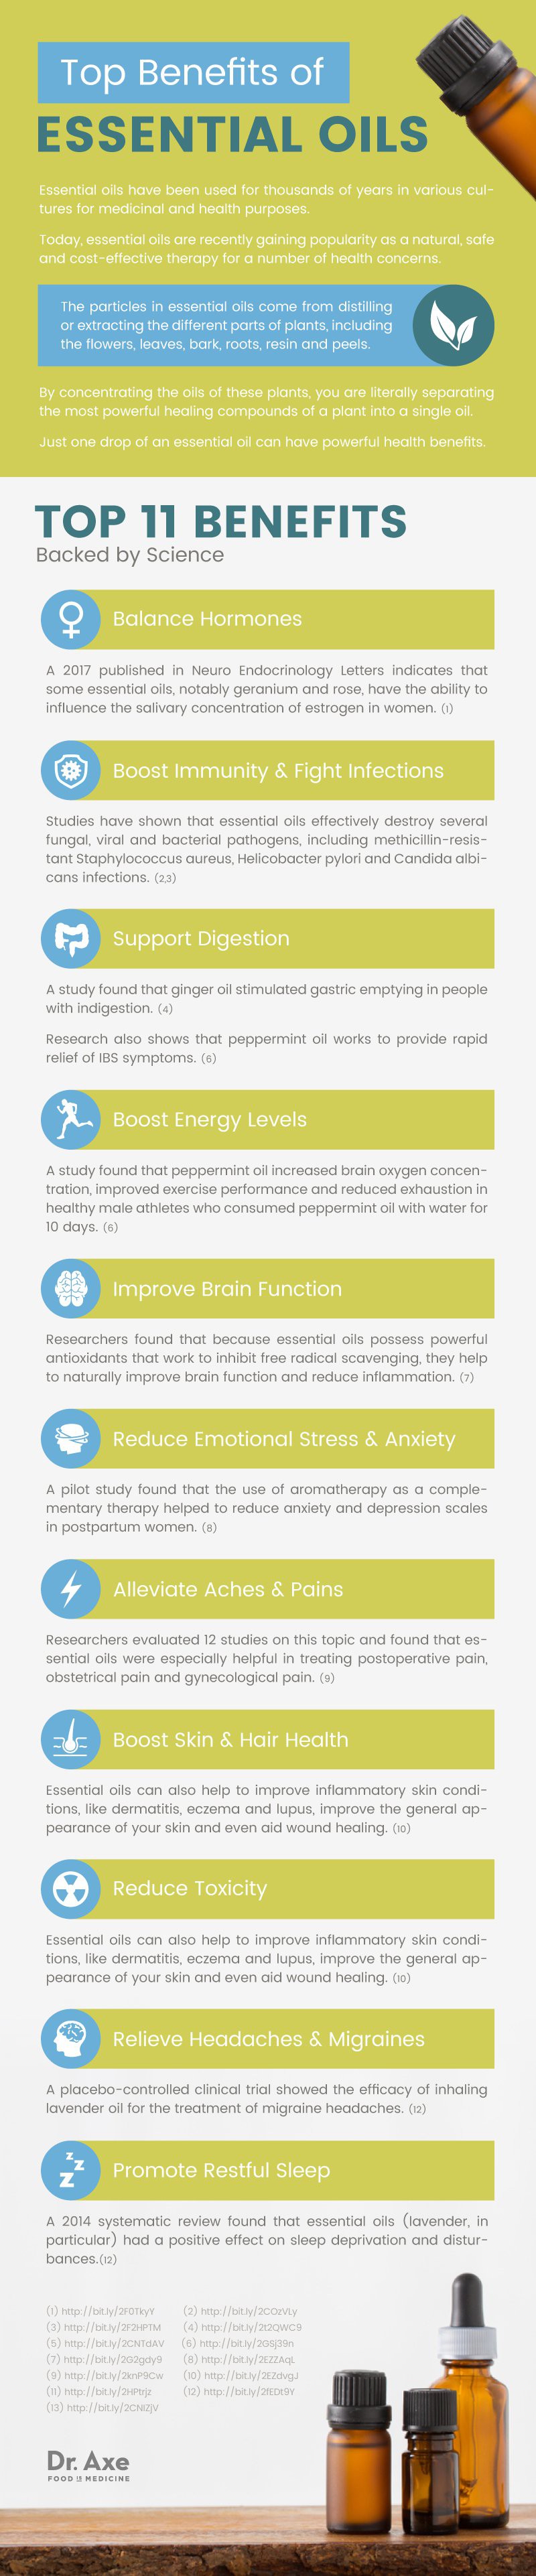 Top Benefits of
ESSENTIAL OILS
Essential oils have been used for thousands of years in various cul-
tures for medicinal and health purposes.
Today, essential oils are recently gaining popularity as a natural, safe
and cost-effective therapy for a number of health concerns.
The particles in essential oils come from distilling
or extracting the different parts of plants, including
the flowers, leaves, bark, roots, resin and peels.
By concentrating the oils of these plants, you are literally separating
the most powerful healing compounds of a plant into a single oil.
Just one drop of an essential oil can have powerful health benefits.
TOP 11 BENEFITS
Backed by Science
Balance Hormones
A 2017 published in Neuro Endocrinology Letters indicates that
some essential oils, notably geranium and rose, have the ability to
influence the salivary concentration of estrogen in women. (1)
Boost Immunity & Fight Infections
Studies have shown that essential oils effectively destroy several
fungal, viral and bacterial pathogens, including methicillin-resis-
tant Staphylococcus aureus, Helicobacter pylori and Candida albi-
cans infections. (2,3)
Support Digestion
A study found that ginger oil stimulated gastric emptying in people
with indigestion. (4)
Research also shows that peppermint oil works to provide rapid
relief of IBS symptoms. (6)
Boost Energy Levels
A study found that peppermint oil increased brain oxygen concen-
tration, improved exercise performance and reduced exhaustion in
healthy male athletes who consumed peppermint oil with water for
10 days. (6)
Improve Brain Function
Researchers found that because essential oils possess powerful
antioxidants that work to inhibit free radical scavenging, they help
to naturally improve brain function and reduce inflammation. (7)
Reduce Emotional Stress & Anxiety
A pilot study found that the use of aromatherapy as a comple-
mentary therapy helped to reduce anxiety and depression scales
in postpartum women. (8)
Alleviate Aches & Pains
Researchers evaluated 12 studies on this topic and found that es-
sential oils were especially helpful in treating postoperative pain,
obstetrical pain and gynecological pain. (9)
Boost Skin & Hair Health
Essential oils can also help to improve inflammatory skin condi-
tions, like dermatitis, eczema and lupus, improve the general ap-
pearance of your skin and even aid wound healing. (10)
Reduce Toxicity
Essential oils can also help to improve inflammatory skin condi-
tions, like dermatitis, eczema and lupus, improve the general ap-
pearance of your skin and even aid wound healing. (10)
Relieve Headaches & Migraines
A placebo-controlled clinical trial showed the efficacy of inhaling
lavender oil for the treatment of migraine headaches. (12)
Promote Restful Sleep
A 2014 systematic review found that essential oils (lavender, in
particular) had a positive effect on sleep deprivation and distur-
bances.(12)
(1) http://bit.ly/2F0TkyY (2) http://bit.ly/2COzVLy
(3) http://bit.ly/2F2HPTM (4) http://bit.ly/2t2QWC9
(5) http://bit.ly/2CNTdAV (6) http://bit.ly/2GSj39n
(7) http://bit.ly/2G2gdy9 (8) http://bit.ly/2EZZAqL
(9) http://bit.ly/2knP9Cw (10) http://bit.ly/2EZdvgJ
(11) http://bit.ly/2HPtrjz (12) http://bit.ly/2fEDt9Y
(13) http://bit.ly/2CNIZjV
Dr. Axe
FOOD IS MEDICINE